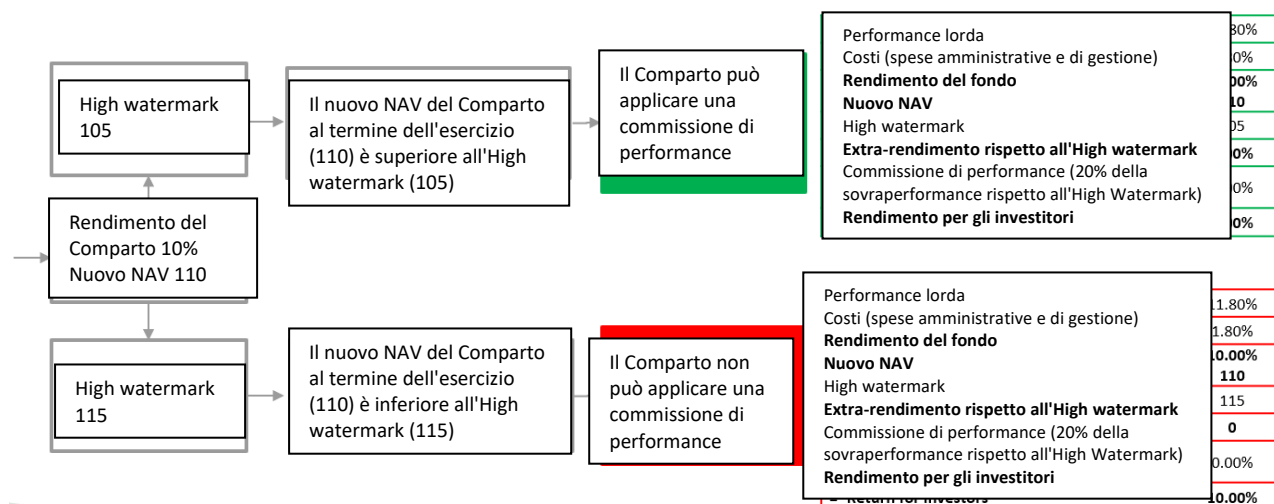 High watermark
105
Il nuovo NAV del Comparto
al termine dell'esercizio
(110) è superiore all'High
watermark (105)
Il Comparto può
applicare una
commissione di
performance
Performance lorda
Costi (spese amministrative e di gestione)
Rendimento del fondo
Nuovo NAV
High watermark
Extra-rendimento rispetto all'High watermark
Commissione di performance (20% della
sovraperformance rispetto all'High Watermark)
Rendimento per gli investitori
Rendimento del
Comparto 10%
Nuovo NAV 110
High watermark
115
Il nuovo NAV del Comparto
al termine dell'esercizio
(110) è inferiore all'High
watermark (115)
Il Comparto non
può applicare una
commissione di
performance
Performance lorda
Costi (spese amministrative e di gestione)
Rendimento del fondo
Nuovo NAV
High watermark
Extra-rendimento rispetto all'High watermark
Commissione di performance (20% della
sovraperformance rispetto all'High Watermark)
Rendimento per gli investitori
11.80%
1.80%
10.00%
110
115
0
0.00%
= Return for investors 10.00%